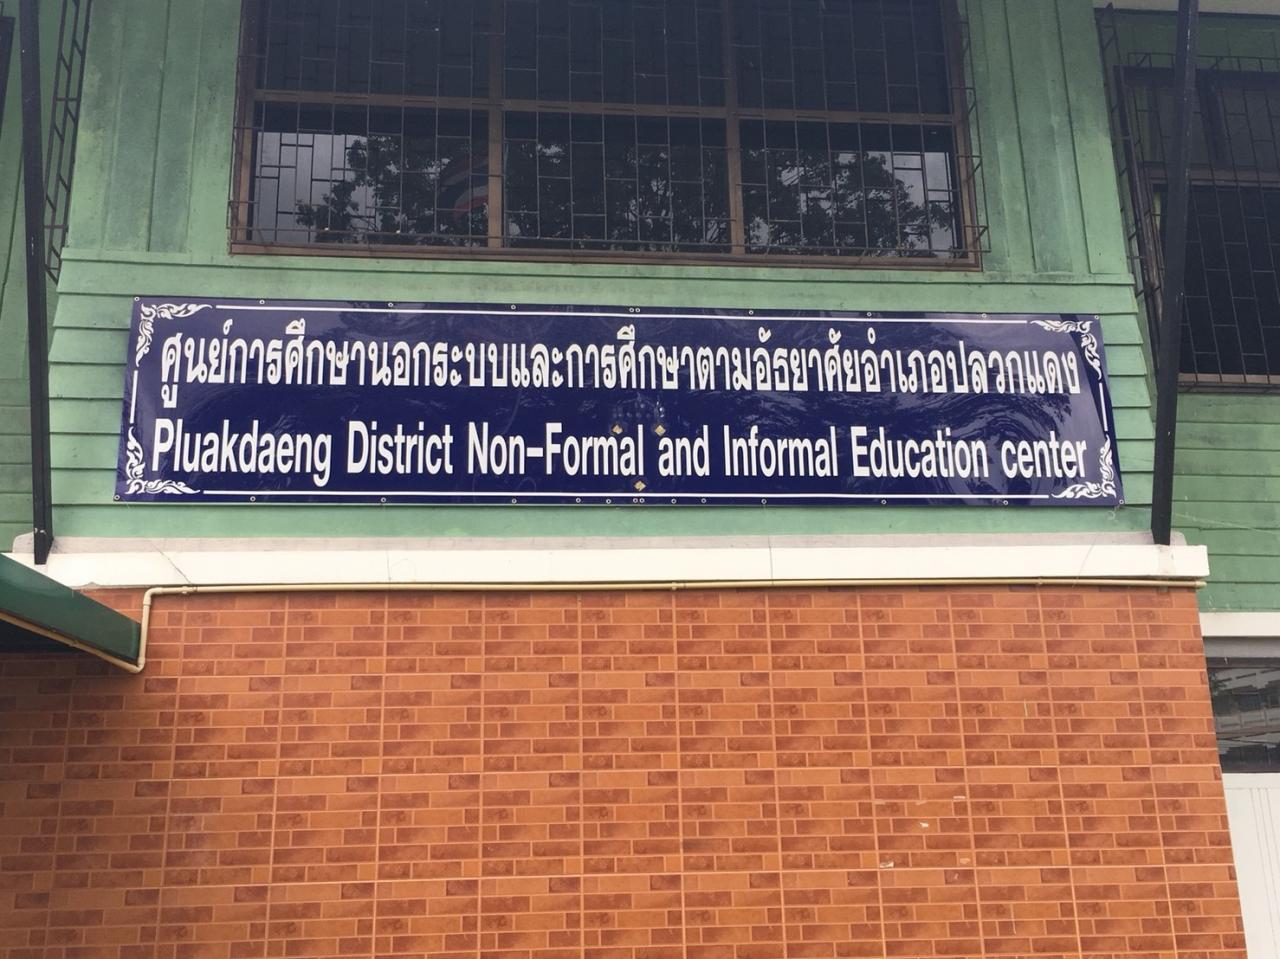 ศูนย์การศึกษานอกระบบและการศึกษาตามอัธยาศัยอำเภอปลวกแดง
Pluakdaeng District Non-Formal and Informal Education center